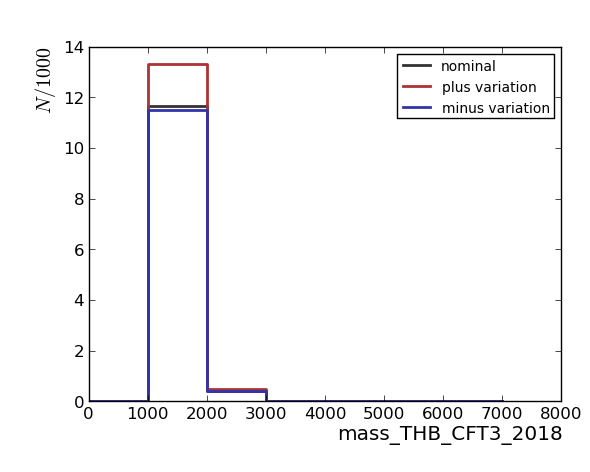 N/1000
14
12
10
8
6
4
2
0
nominal
plus variation
minus variation
0 1000 2000 3000 4000 5000 6000 7000 8000
mass_THB_CFT3_2018